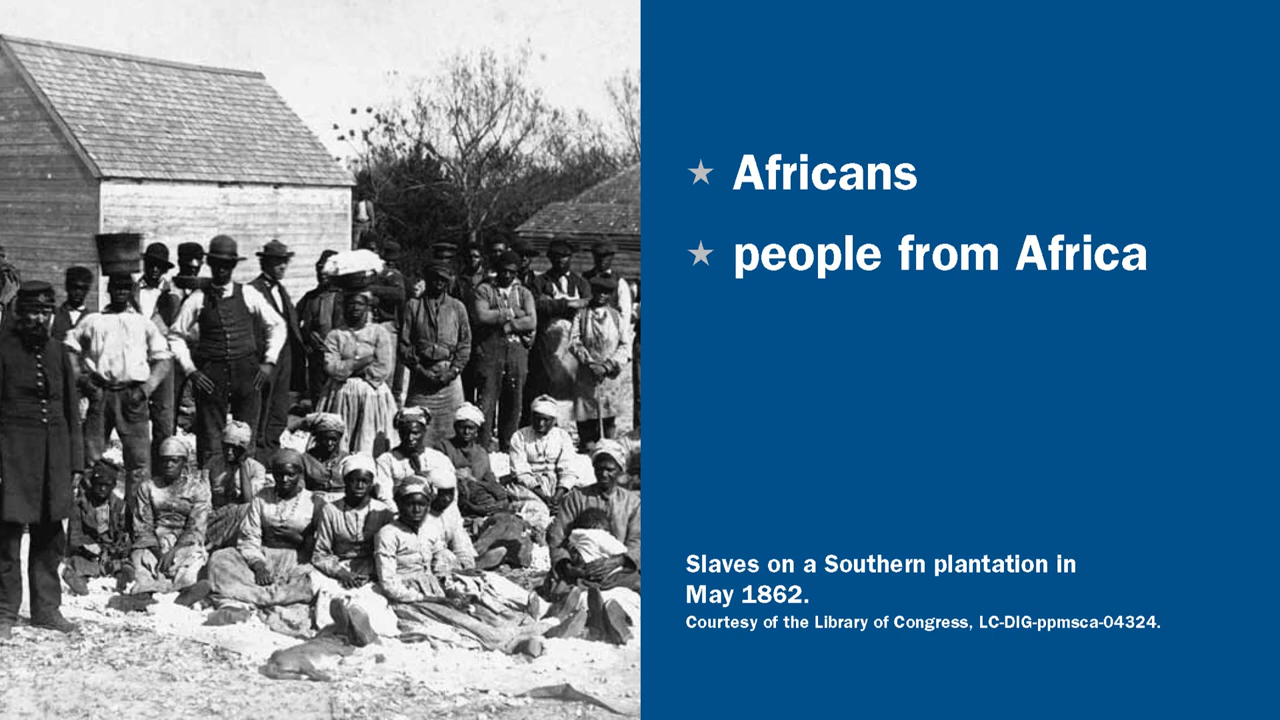 Africans
people from Africa
Slaves on a Southern plantation in
May 1862.
Courtesy of the Library of Congress, LC-DIG-ppmsca-04324.